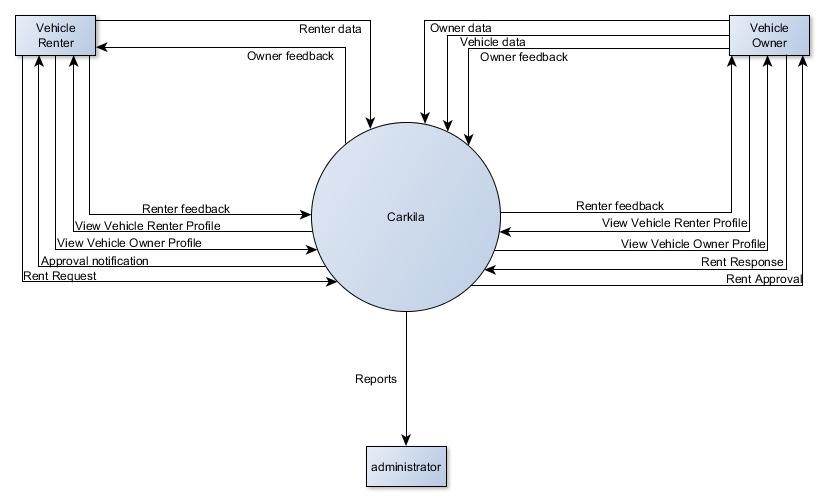 Vehicle
Renter
Renter data
Owner feedback
Owner data
Vehicle data
Owner feedback
Vehicle
Owner
Renter feedback
View Vehicle Renter Profile
View Vehicle Owner Profile
Approval notification
Rent Request
Carkila
Renter feedback
View Vehicle Renter Profile
View Vehicle Owner Profile
Rent Response
Rent Approval
Reports
administrator